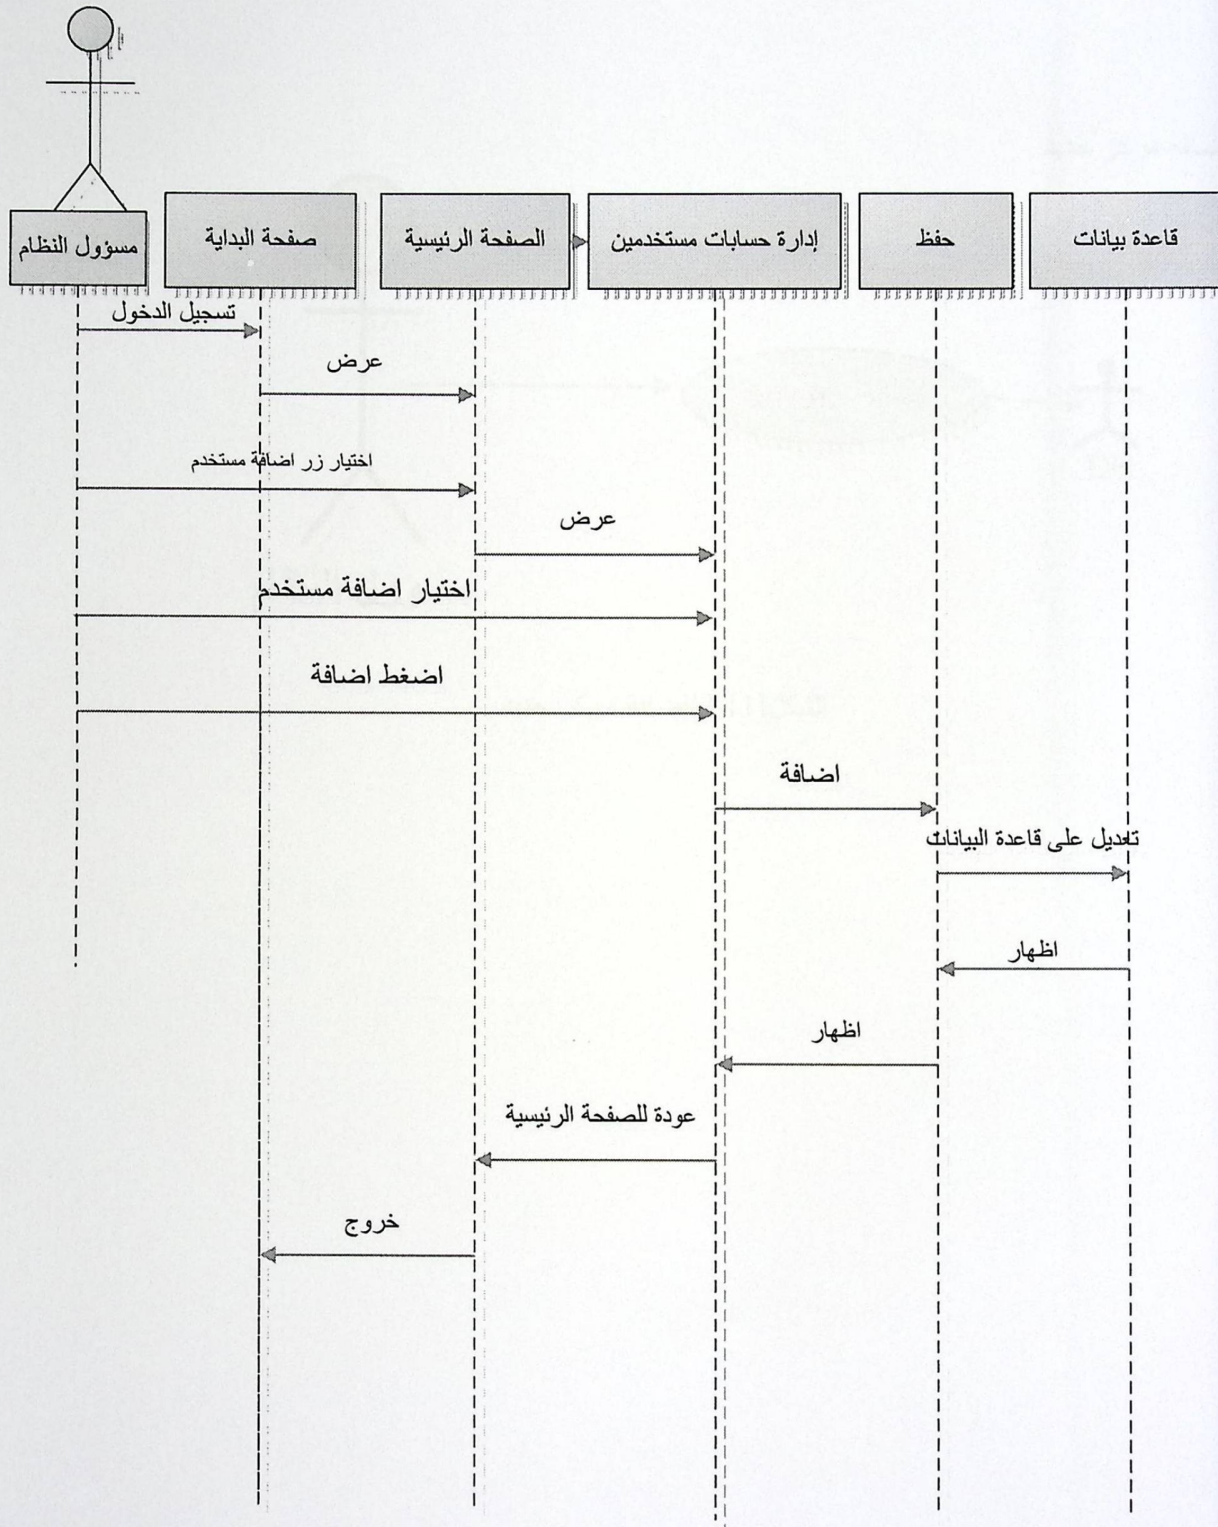 مسؤول النظام
صفحة البداية
الصفحة الرئيسية
إدارة حسابات مستخدمين
حفظ
قاعدة بيانات
تسجيل الدخول
عرض
اختيار زر اضافة مستخدم
عرض
اختيار اضافة مستخدم
اضغط اضافة
اضافة
تعديل على قاعدة البيانات
اظهار
اظهار
عودة للصفحة الرئيسية
خروج